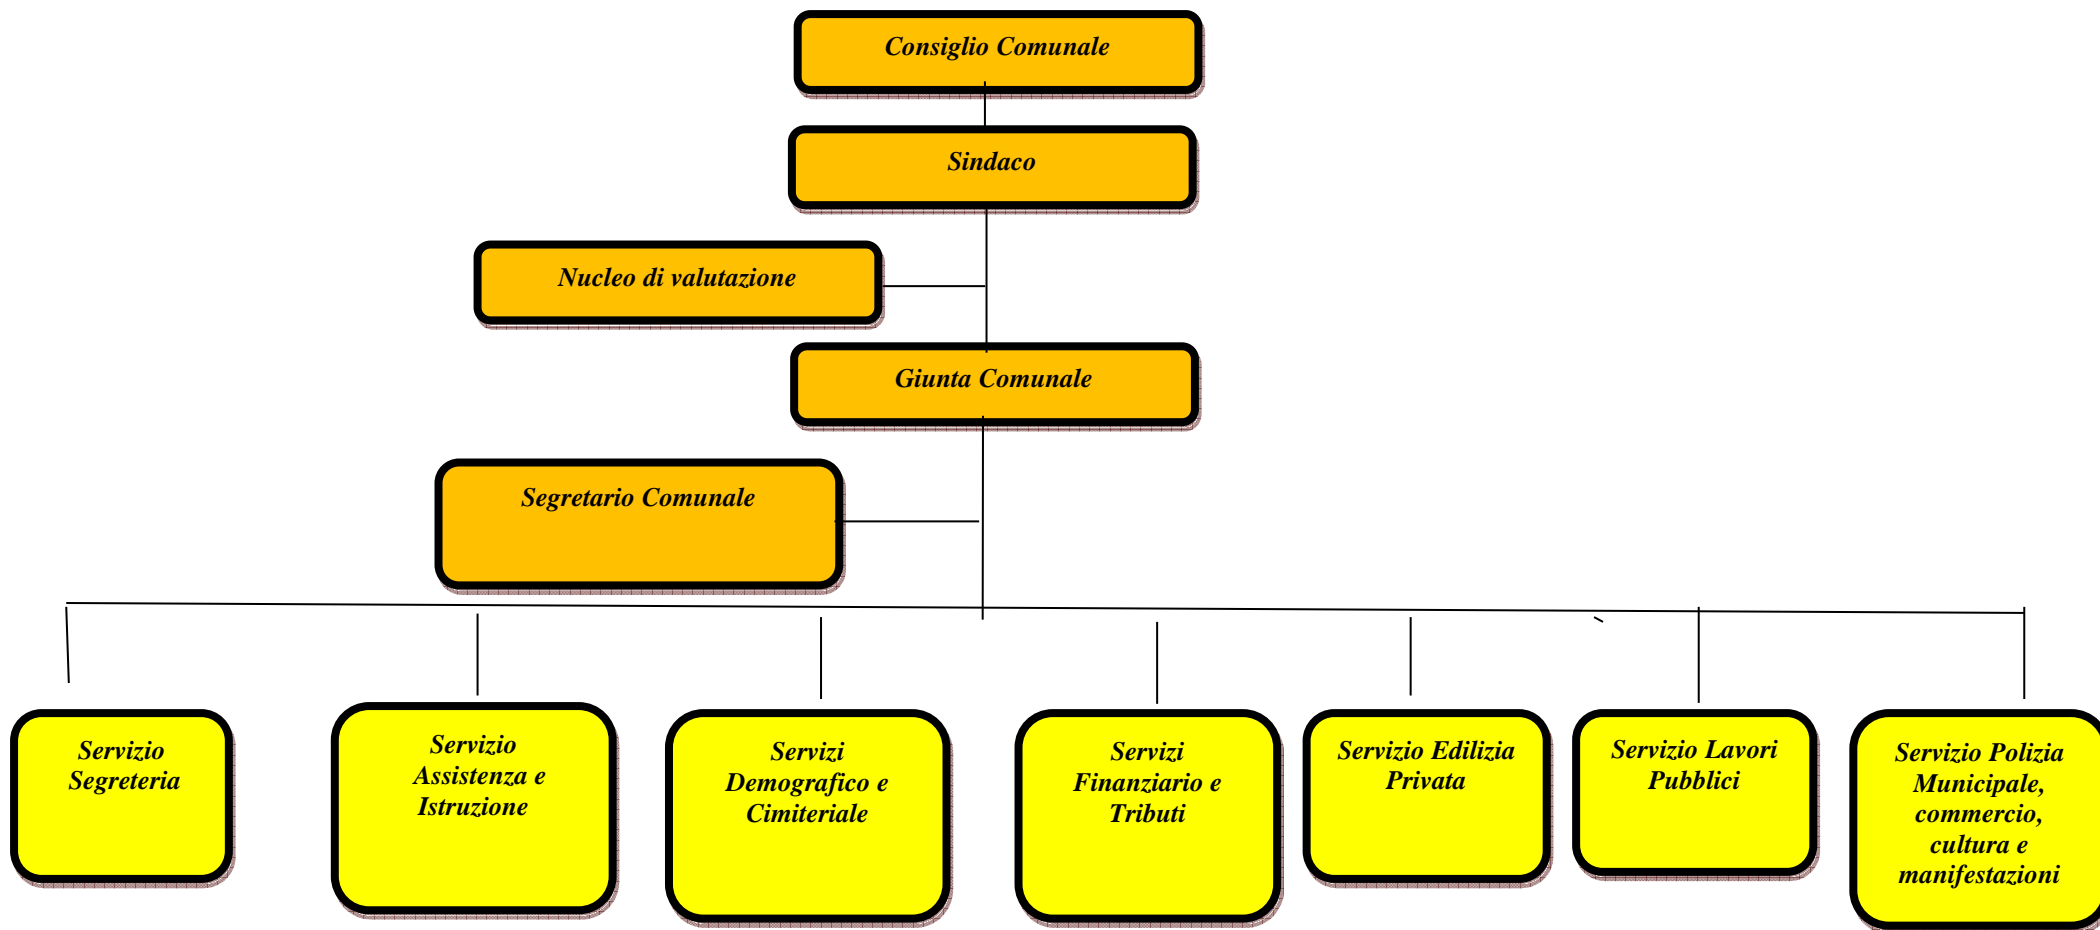 Consiglio Comunale
Sindaco
Nucleo di valutazione
Giunta Comunale
Segretario Comunale
Servizio
Segreteria
Servizio
Assistenza e
Istruzione
Servizi
Demografico e
Cimiteriale
Servizi
Finanziario e
Tributi
Servizio Edilizia
Privata
Servizio Lavori
Pubblici
Servizio Polizia
Municipale,
commercio,
cultura e
manifestazioni